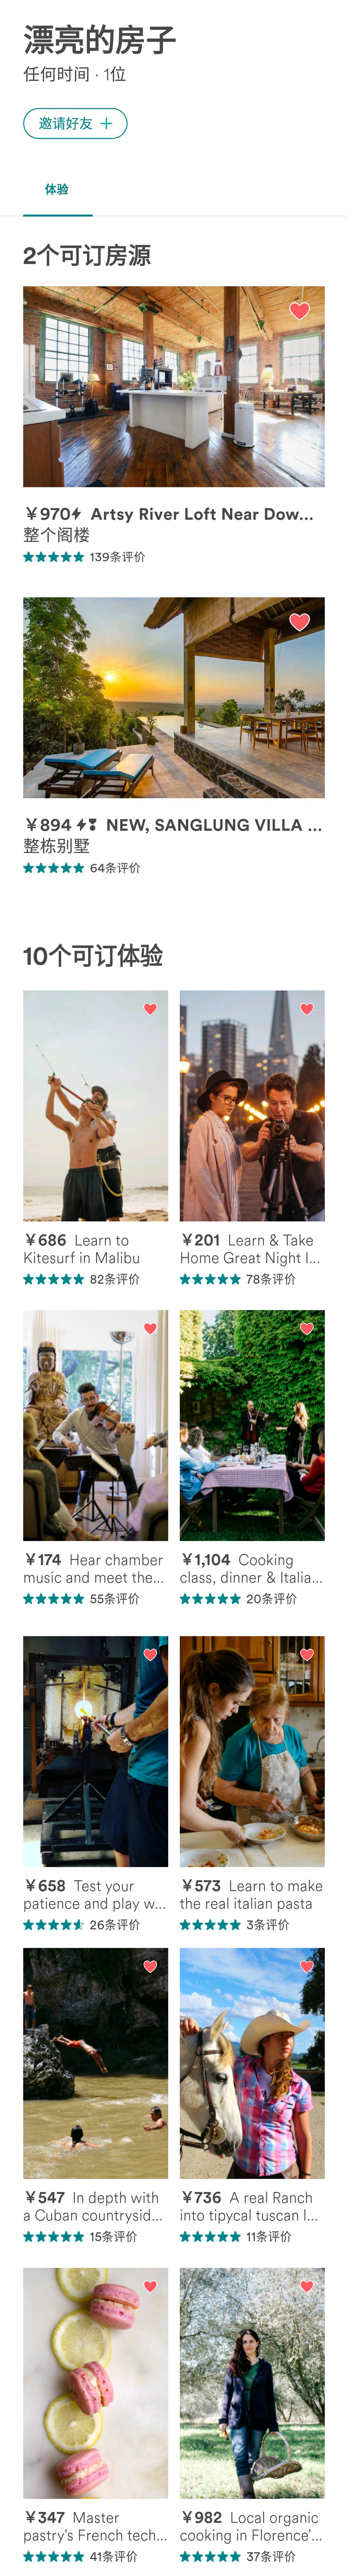 漂亮的房子
任何时间 · 1位
邀请好友 +
体验
2个可订房源
￥970 Artsy River Loft Near Dow...
整个阁楼
139条评价
￥894 NEW, SANGLUNG VILLA ...
整栋别墅
64条评价
10个可订体验
￥686 Learn to
Kitesurf in Malibu
82条评价
￥201 Learn & Take
Home Great Night I...
78条评价
￥174 Hear chamber
music and meet the...
55条评价
￥1,104 Cooking
class, dinner & Italia...
20条评价
￥658 Test your
patience and play w...
26条评价
￥573 Learn to make
the real italian pasta
3条评价
￥547 In depth with
a Cuban countrysid...
15条评价
￥736 A real Ranch
into tipycal tuscan l...
11条评价
￥347 Master
pastry's French tech...
41条评价
￥982 Local organic
cooking in Florence'...
37条评价